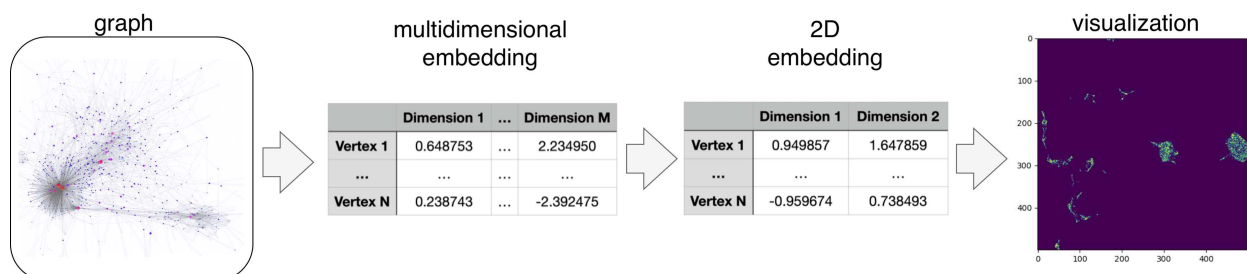 graph
multidimensional
embedding
2D
embedding
visualization
Dimension 1 ... Dimension M
Vertex 1 0.648753 ... 2.234950
... ... ... ...
Vertex N 0.238743 ... -2.392475
Dimension 1 Dimension 2
Vertex 1 0.949857 1.647859
... ... ...
Vertex N -0.959674 0.738493
0
100
200
300
400
0 100 200 300 400